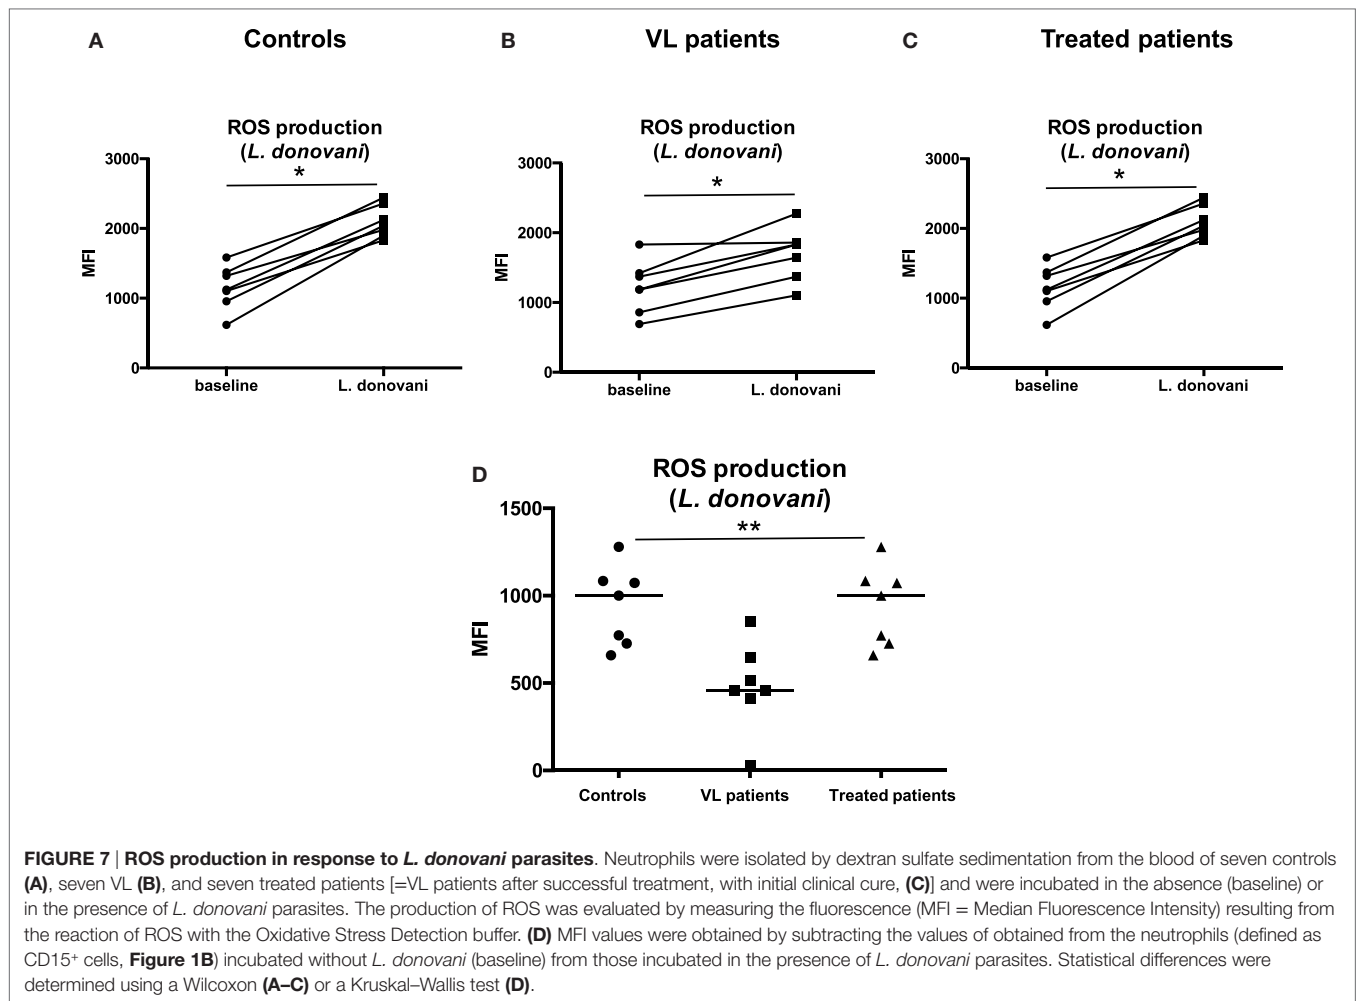 A Controls
B VL patients
C Treated patients
ROS production
(L. donovani)
*
3000
2000
1000
0
MFI
baseline L. donovani
ROS production
(L. donovani)
*
3000
2000
1000
0
MFI
baseline L. donovani
ROS production
(L. donovani)
*
3000
2000
1000
0
MFI
baseline L. donovani
D
ROS production
(L. donovani)
**
1500
1000
500
0
MFI
Controls VL patients Treated patients
FIGURE 7 | ROS production in response to L. donovani parasites. Neutrophils were isolated by dextran sulfate sedimentation from the blood of seven controls
(A), seven VL (B), and seven treated patients [=VL patients after successful treatment, with initial clinical cure, (C)] and were incubated in the absence (baseline) or
in the presence of L. donovani parasites. The production of ROS was evaluated by measuring the fluorescence (MFI = Median Fluorescence Intensity) resulting from
the reaction of ROS with the Oxidative Stress Detection buffer. (D) MFI values were obtained by subtracting the values of obtained from the neutrophils (defined as
CD15⁺ cells, Figure 1B) incubated without L. donovani (baseline) from those incubated in the presence of L. donovani parasites. Statistical differences were
determined using a Wilcoxon (A–C) or a Kruskal–Wallis test (D).